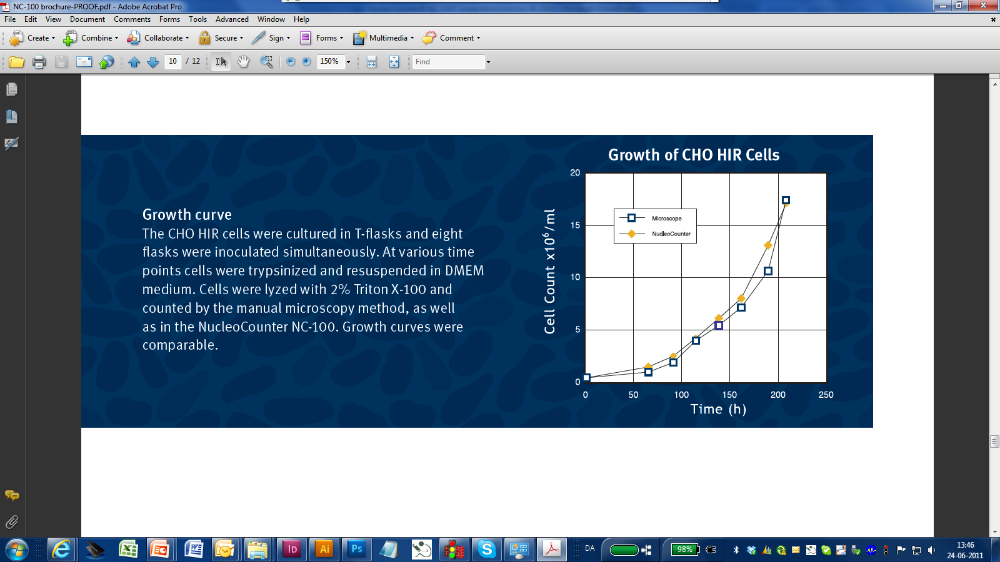 NC-100 brochure-PROOF.pdf - Adobe Acrobat Pro
File Edit View Document Comments Forms Tools Advanced Window Help
Create Combine Collaborate Secure Sign Forms Multimedia Comment
10 / 12 150% Find
Growth curve
The CHO HIR cells were cultured in T-flasks and eight
flasks were inoculated simultaneously. At various time
points cells were trypsinized and resuspended in DMEM
medium. Cells were lyzed with 2% Triton X-100 and
counted by the manual microscopy method, as well
as in the NucleoCounter NC-100. Growth curves were
comparable.
Growth of CHO HIR Cells
Cell Count x10⁶/ml
20
15
10
5
0
Microscope
NucleoCounter
0 50 100 150 200 250
Time (h)
Id Ai Ps
DA
98%
13:46
24-06-2011